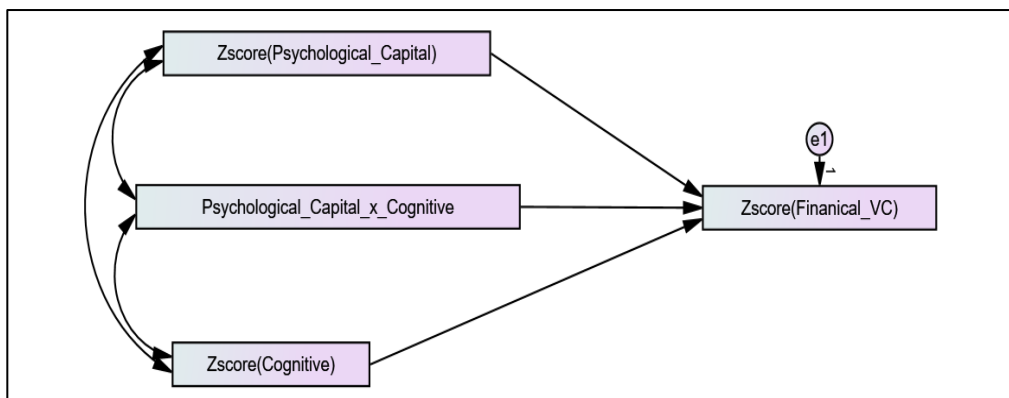 Zscore(Psychological_Capital)
e1
1
Psychological_Capital_x_Cognitive
Zscore(Finanical_VC)
Zscore(Cognitive)